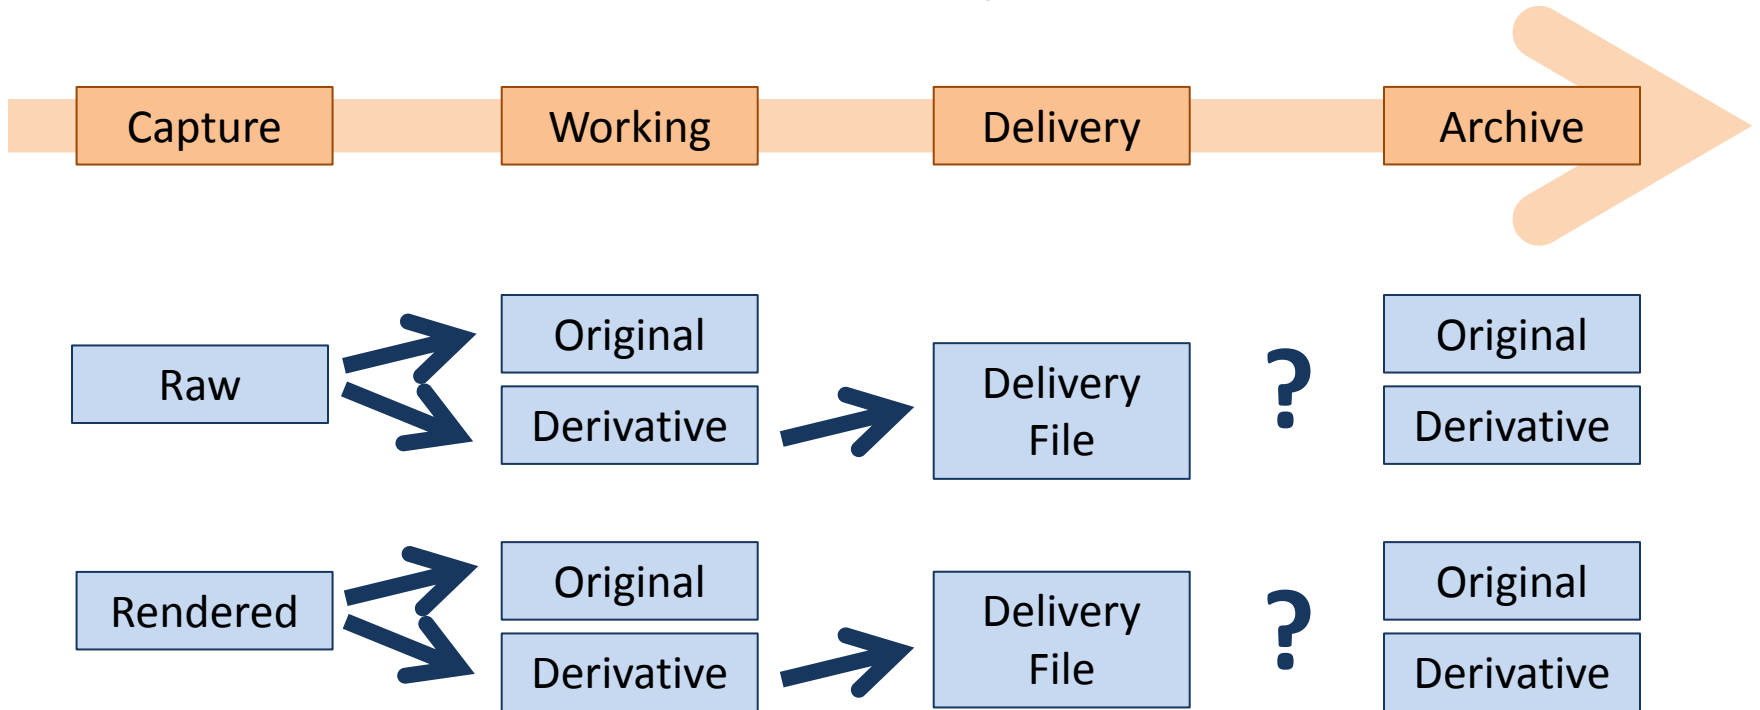 Capture
Working
Delivery
Archive
Raw
Original
Derivative
Delivery
File
?
Original
Derivative
Rendered
Original
Derivative
Delivery
File
?
Original
Derivative